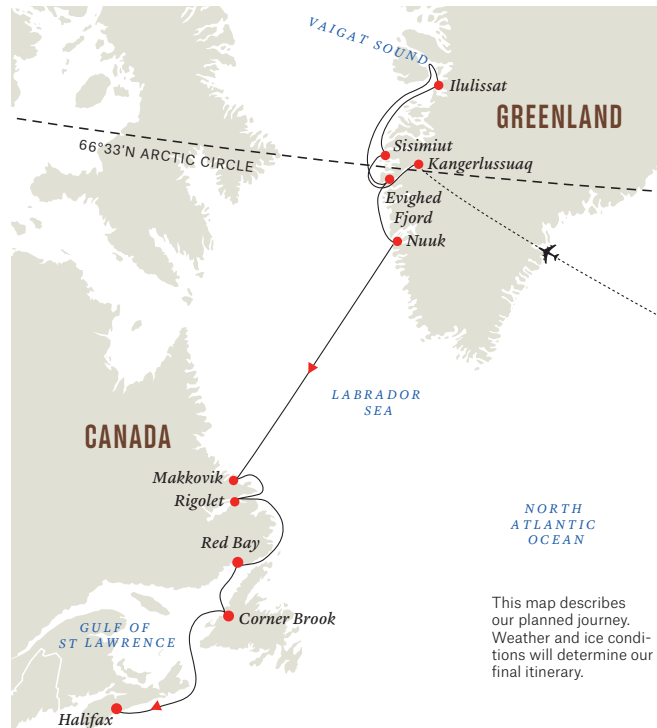 VAIGAT SOUND
Ilulissat
GREENLAND
66°33'N ARCTIC CIRCLE
Sisimiut
Kangerlussuaq
Evighed
Fjord
Nuuk
LABRADOR
SEA
CANADA
Makkovik
Rigolet
NORTH
ATLANTIC
OCEAN
Red Bay
Corner Brook
GULF OF
ST LAWRENCE
This map describes
our planned journey.
Weather and ice condi-
tions will determine our
final itinerary.
Halifax